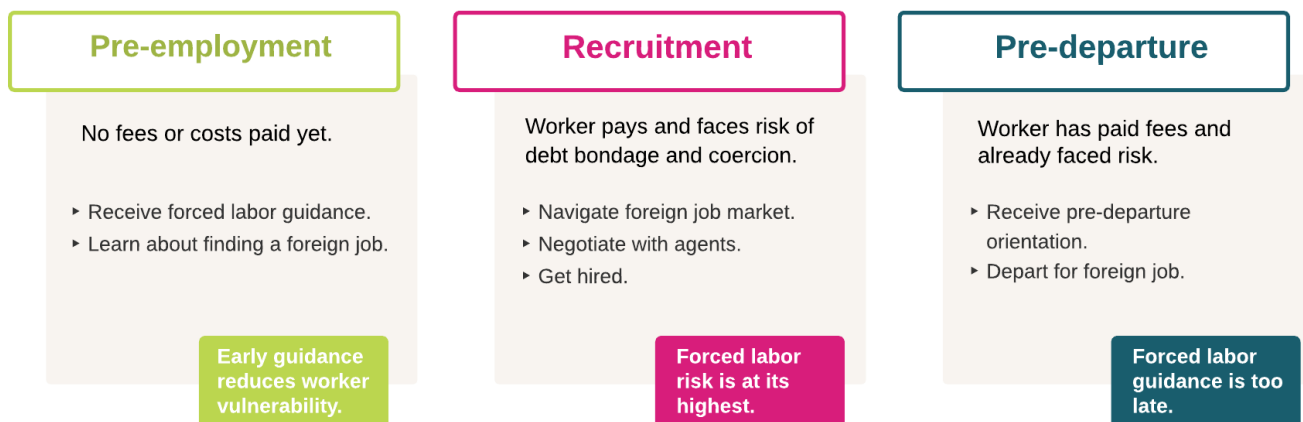 Pre-employment
No fees or costs paid yet.
‣ Receive forced labor guidance.
‣ Learn about finding a foreign job.
Early guidance
reduces worker
vulnerability.
Recruitment
Worker pays and faces risk of
debt bondage and coercion.
‣ Navigate foreign job market.
‣ Negotiate with agents.
‣ Get hired.
Forced labor
risk is at its
highest.
Pre-departure
Worker has paid fees and
already faced risk.
‣ Receive pre-departure
orientation.
‣ Depart for foreign job.
Forced labor
guidance is too
late.